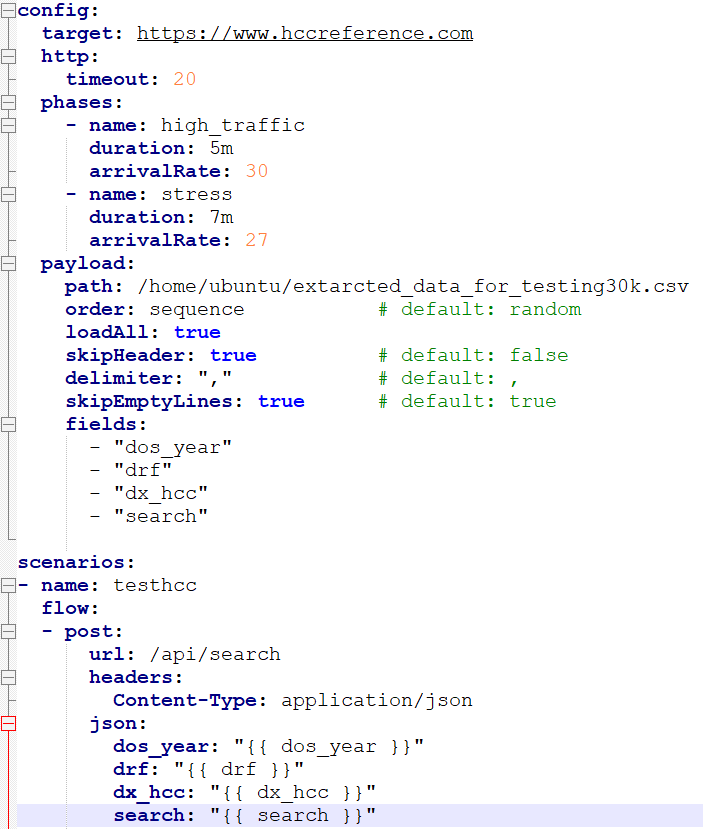 config:
  target: https://www.hccreference.com
  http:
    timeout: 20
  phases:
    - name: high_traffic
      duration: 5m
      arrivalRate: 30
    - name: stress
      duration: 7m
      arrivalRate: 27
  payload:
    path: /home/ubuntu/extarcted_data_for_testing30k.csv
    order: sequence           # default: random
    loadAll: true
    skipHeader: true          # default: false
    delimiter: ","            # default: ,
    skipEmptyLines: true      # default: true
    fields:
      - "dos_year"
      - "drf"
      - "dx_hcc"
      - "search"

scenarios:
- name: testhcc
  flow:
  - post:
      url: /api/search
      headers:
        Content-Type: application/json
      json:
        dos_year: "{{ dos_year }}"
        drf: "{{ drf }}"
        dx_hcc: "{{ dx_hcc }}"
        search: "{{ search }}"